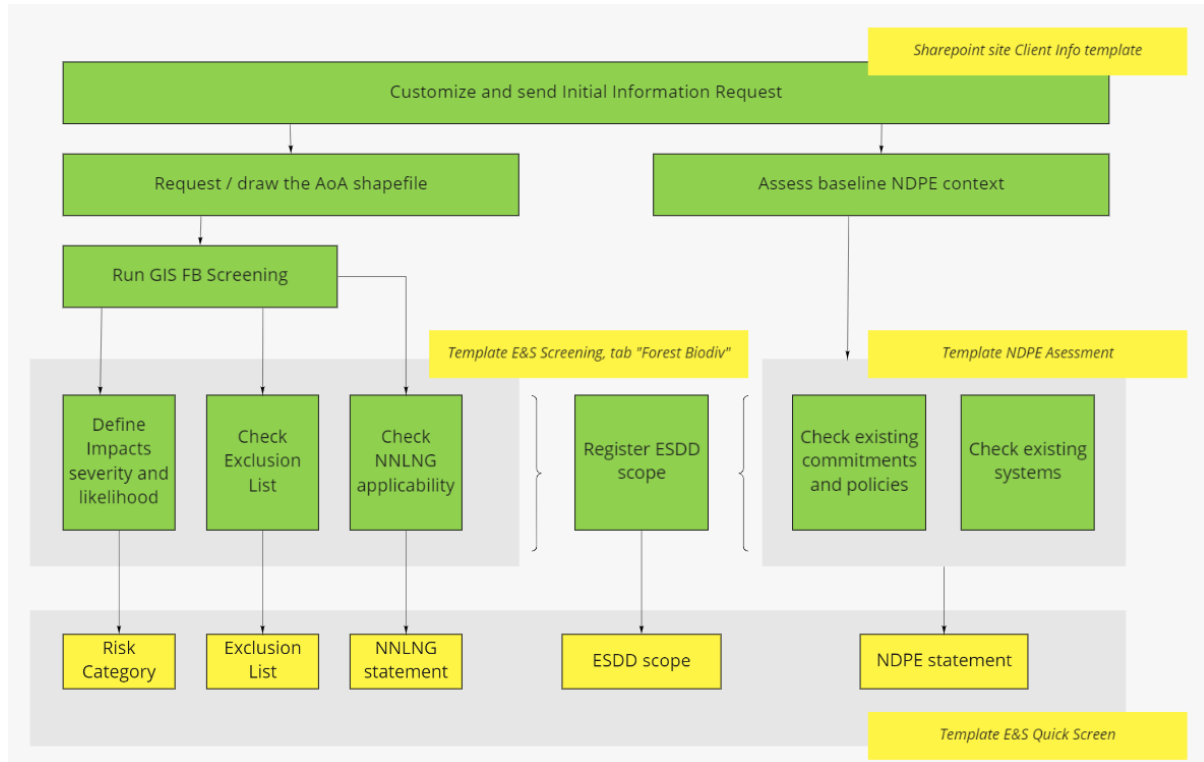 Sharepoint site Client Info template
Customize and send Initial Information Request
Request / draw the AoA shapefile
Assess baseline NDPE context
Run GIS FB Screening
Template E&S Screening, tab "Forest Biodiv"
Template NDPE Asessment
Define
Impacts
severity and
likelihood
Check
Exclusion
List
Check
NNLNG
applicability
Register ESDD
scope
Check existing
commitments
and policies
Check existing
systems
Risk
Category
Exclusion
List
NNLNG
statement
ESDD scope
NDPE statement
Template E&S Quick Screen